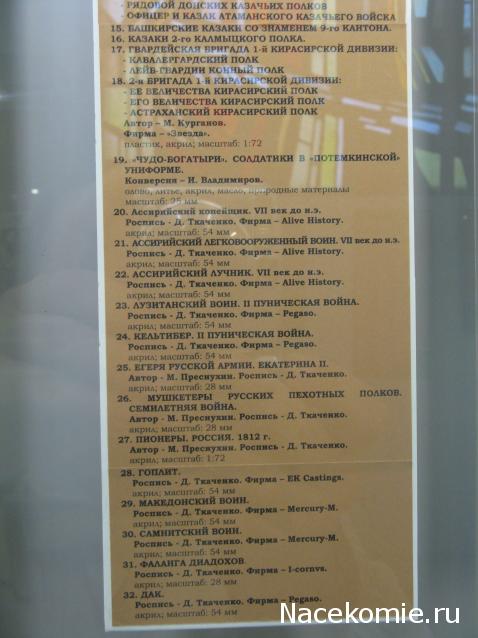 - РЯДОВОЙ ДОНСКИХ КАЗАЧЬИХ ПОЛКОВ
- ОФИЦЕР И КАЗАК АТАМАНСКОГО КАЗАЧЬЕГО ВОЙСКА
15. БАШКИРСКИЕ КАЗАКИ СО ЗНАМЕНЕМ 9-го КАНТОНА.
16. КАЗАКИ 2-го КАЛМЫЦКОГО ПОЛКА.
17. ГВАРДЕЙСКАЯ БРИГАДА 1-й КИРАСИРСКОЙ ДИВИЗИИ:
- КАВАЛЕРГАРДСКИЙ ПОЛК
- ЛЕЙБ-ГВАРДИИ КОННЫЙ ПОЛК
18. 2-я БРИГАДА 1-й КИРАСИРСКОЙ ДИВИЗИИ:
- ЕЕ ВЕЛИЧЕСТВА КИРАСИРСКИЙ ПОЛК
- ЕГО ВЕЛИЧЕСТВА КИРАСИРСКИЙ ПОЛК
- АСТРАХАНСКИЙ КИРАСИРСКИЙ ПОЛК
Автор – М. Курганов.
Фирма – «Звезда».
пластик, акрил; масштаб: 1:72
19. «ЧУДО-БОГАТЫРИ». СОЛДАТИКИ В «ПОТЕМКИНСКОЙ»
УНИФОРМЕ.
Конверсия – И. Владимиров.
олово, литье, акрил, масло, природные материалы
масштаб: 25 мм
20. Ассирийский копейщик. VII век до н.э.
Роспись - Д. Ткаченко. Фирма – Alive History.
акрил; масштаб: 54 мм
21. АССИРИЙСКИЙ ЛЕГКОВООРУЖЕННЫЙ ВОИН. VII век до н.э.
Роспись - Д. Ткаченко. Фирма – Alive History.
акрил; масштаб: 54 мм
22. АССИРИЙСКИЙ ЛУЧНИК. VII век до н.э.
Роспись - Д. Ткаченко. Фирма – Alive History.
акрил; масштаб: 54 мм
23. ЛУЗИТАНСКИЙ ВОИН. II ПУНИЧЕСКАЯ ВОЙНА.
Роспись - Д. Ткаченко. Фирма – Pegaso.
акрил; масштаб: 54 мм
24. КЕЛЬТИБЕР. II ПУНИЧЕСКАЯ ВОЙНА.
Роспись - Д. Ткаченко. Фирма – Pegaso.
акрил; масштаб: 54 мм
25. ЕГЕРЯ РУССКОЙ АРМИИ. ЕКАТЕРИНА II.
Автор - М. Преснухин. Роспись - Д. Ткаченко.
акрил; масштаб: 28 мм
26. МУШКЕТЕРЫ РУССКИХ ПЕХОТНЫХ ПОЛКОВ.
СЕМИЛЕТНЯЯ ВОЙНА.
Автор - М. Преснухин. Роспись - Д. Ткаченко.
акрил; масштаб: 28 мм
27. ПИОНЕРЫ. РОССИЯ. 1812 г.
Автор - М. Преснухин. Роспись - Д. Ткаченко.
акрил; масштаб: 1:72
28. ГОПЛИТ.
Роспись - Д. Ткаченко. Фирма – EK Castings.
акрил; масштаб: 54 мм
29. МАКЕДОНСКИЙ ВОИН.
Роспись - Д. Ткаченко. Фирма – Mercury-M.
акрил; масштаб: 54 мм
30. САМНИТСКИЙ ВОИН.
Роспись - Д. Ткаченко. Фирма – Mercury-M.
акрил; масштаб: 54 мм
31. ФАЛАНГА ДИАДОХОВ.
Роспись - Д. Ткаченко. Фирма – I-cornvs.
акрил; масштаб: 28 мм
32. ДАК.
Роспись - Д. Ткаченко. Фирма – Pegaso.
акрил; масштаб: 54 мм
Nacekomie.ru